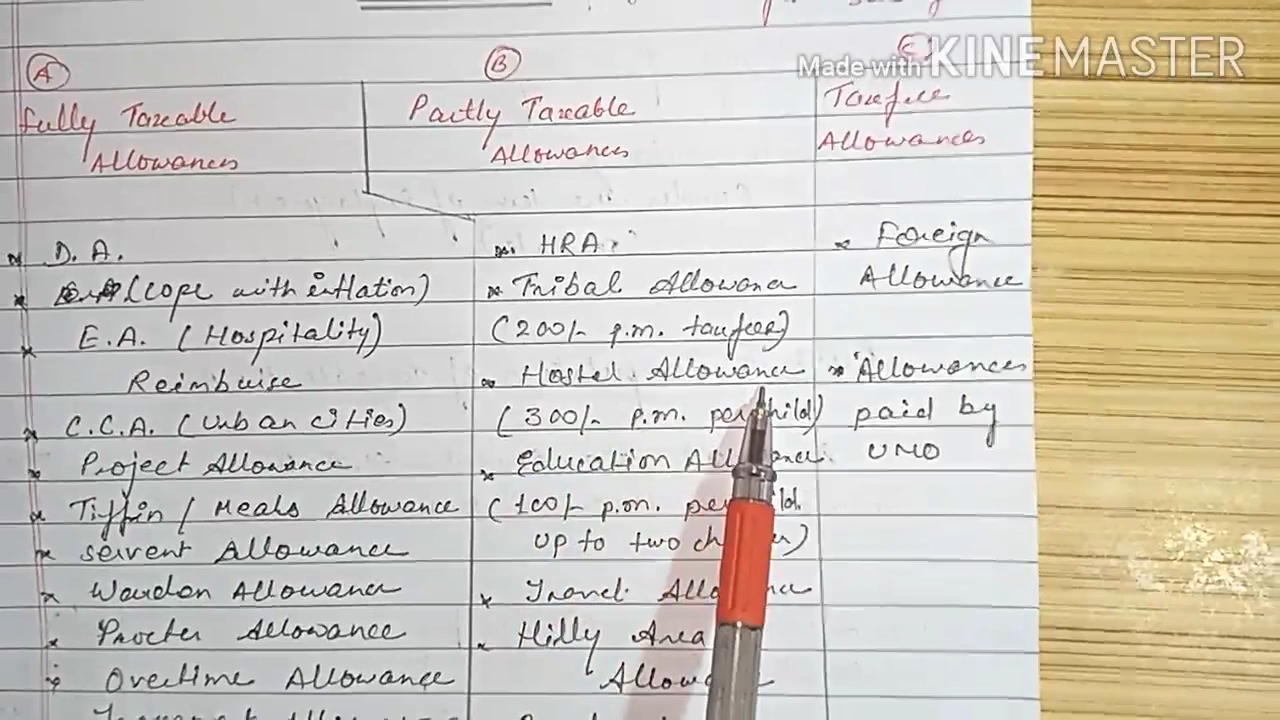 Made with KINEMASTER
A
Fully Taxable
Allowances
* D.A.
* (cope with inflation)
* E.A. (Hospitality)
Reimburse
* C.C.A. (Urban cities)
* Project Allowance
* Tiffin / Meals Allowance
* Servent Allowance
* Warden Allowance
* Procter Allowance
* Overtime Allowance
B
Partly Taxable
Allowances
* HRA
* Tribal Allowance
(200/- p.m. taxfree)
* Hostel Allowance
(300/- p.m. per child)
* Education Allowance
(100/- p.m. per child.
up to two
* Travel Allowance
* Hilly Area
Allow
C
Taxfree
Allowances
* Foreign
Allowance
* Allowances
paid by
UNO